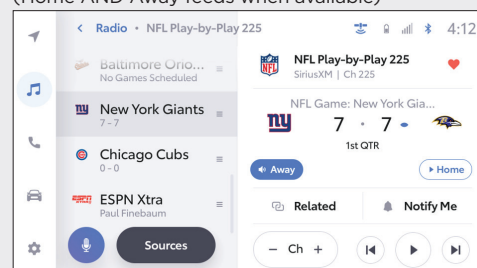 (Home AND Away feeds when available)
Radio • NFL Play-by-Play 225
4:12
Baltimore Orio...
No Games Scheduled
New York Giants
7 - 7
Chicago Cubs
0 - 0
ESPN Xtra
Paul Finebaum
Sources
NFL Play-by-Play 225
SiriusXM | Ch 225
NFL Game: New York Gia...
ny 7 • 7
1st QTR
Away
Home
Related
Notify Me
− Ch +